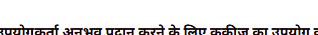 उपयोगकर्ता अनुभव प्रदान करने के लिए कुकीज़ का उपयोग